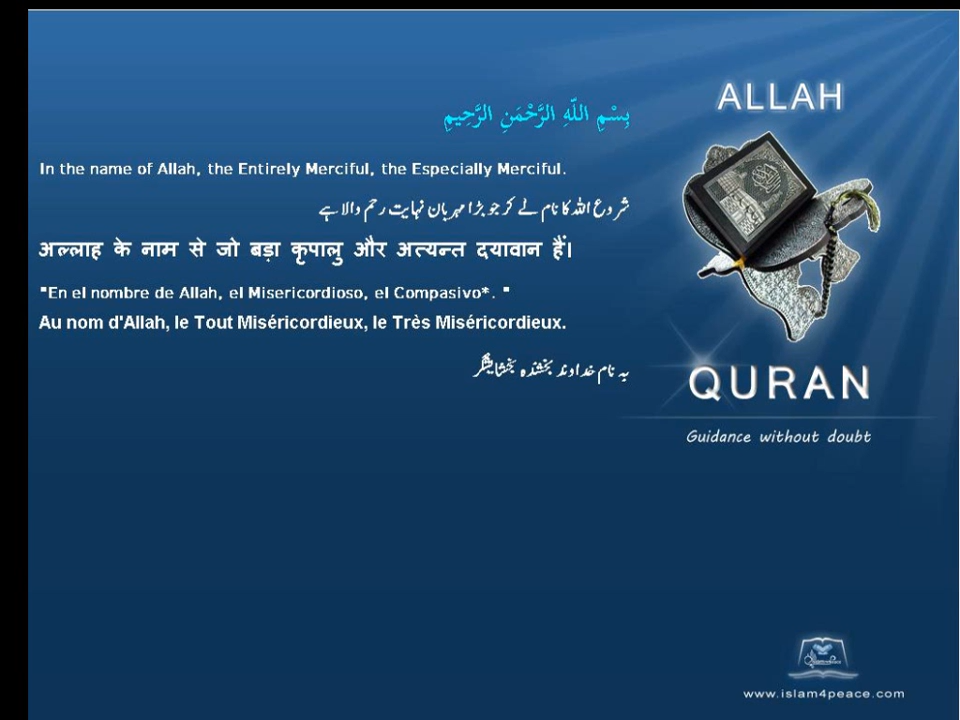 بِسْمِ اللّهِ الرَّحْمَنِ الرَّحِيمِ
In the name of Allah, the Entirely Merciful, the Especially Merciful.
شروع الله کا نام لے کر جو بڑا مہربان نہایت رحم والا ہے
अल्लाह के नाम से जो बड़ा कृपालु और अत्यन्त दयावान हैं।
"En el nombre de Allah, el Misericordioso, el Compasivo*. "
Au nom d'Allah, le Tout Miséricordieux, le Très Miséricordieux.
به نام خداوند بخشنده بخشایشگر
ALLAH
QURAN
Guidance without doubt
www.islam4peace.com